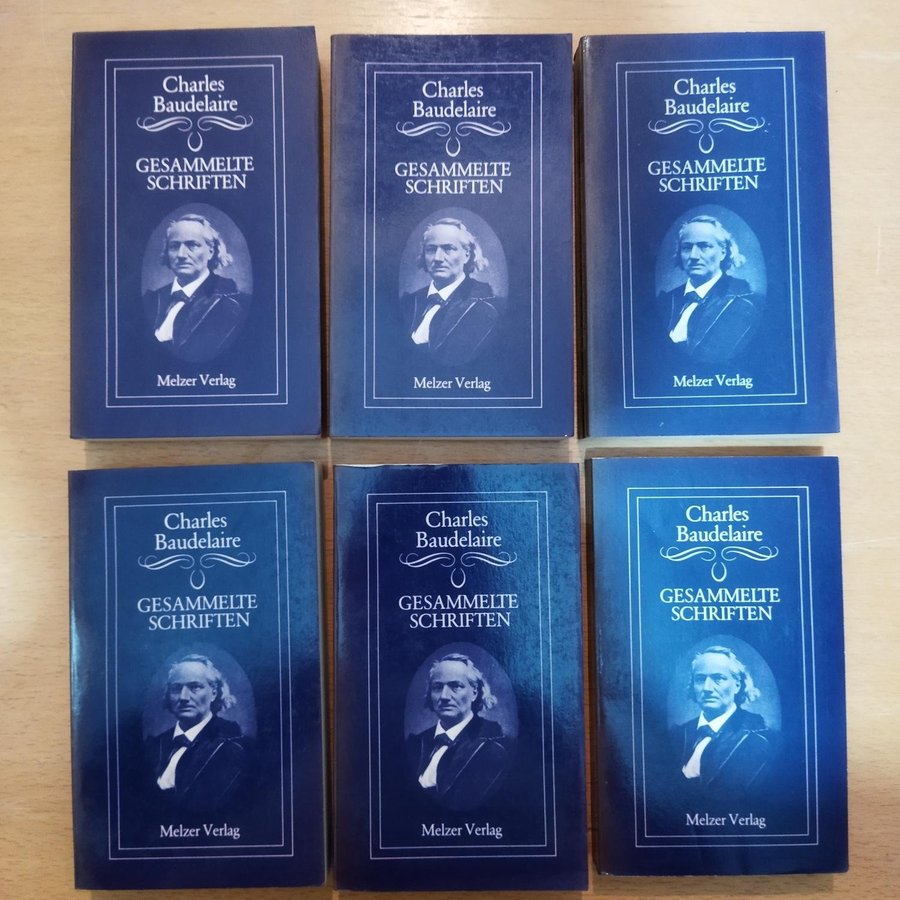 Charles
Baudelaire
GESAMMELTE
SCHRIFTEN
Melzer Verlag
Charles
Baudelaire
GESAMMELTE
SCHRIFTEN
Melzer Verlag
Charles
Baudelaire
GESAMMELTE
SCHRIFTEN
Melzer Verlag
Charles
Baudelaire
GESAMMELTE
SCHRIFTEN
Melzer Verlag
Charles
Baudelaire
GESAMMELTE
SCHRIFTEN
Melzer Verlag
Charles
Baudelaire
GESAMMELTE
SCHRIFTEN
Melzer Verlag